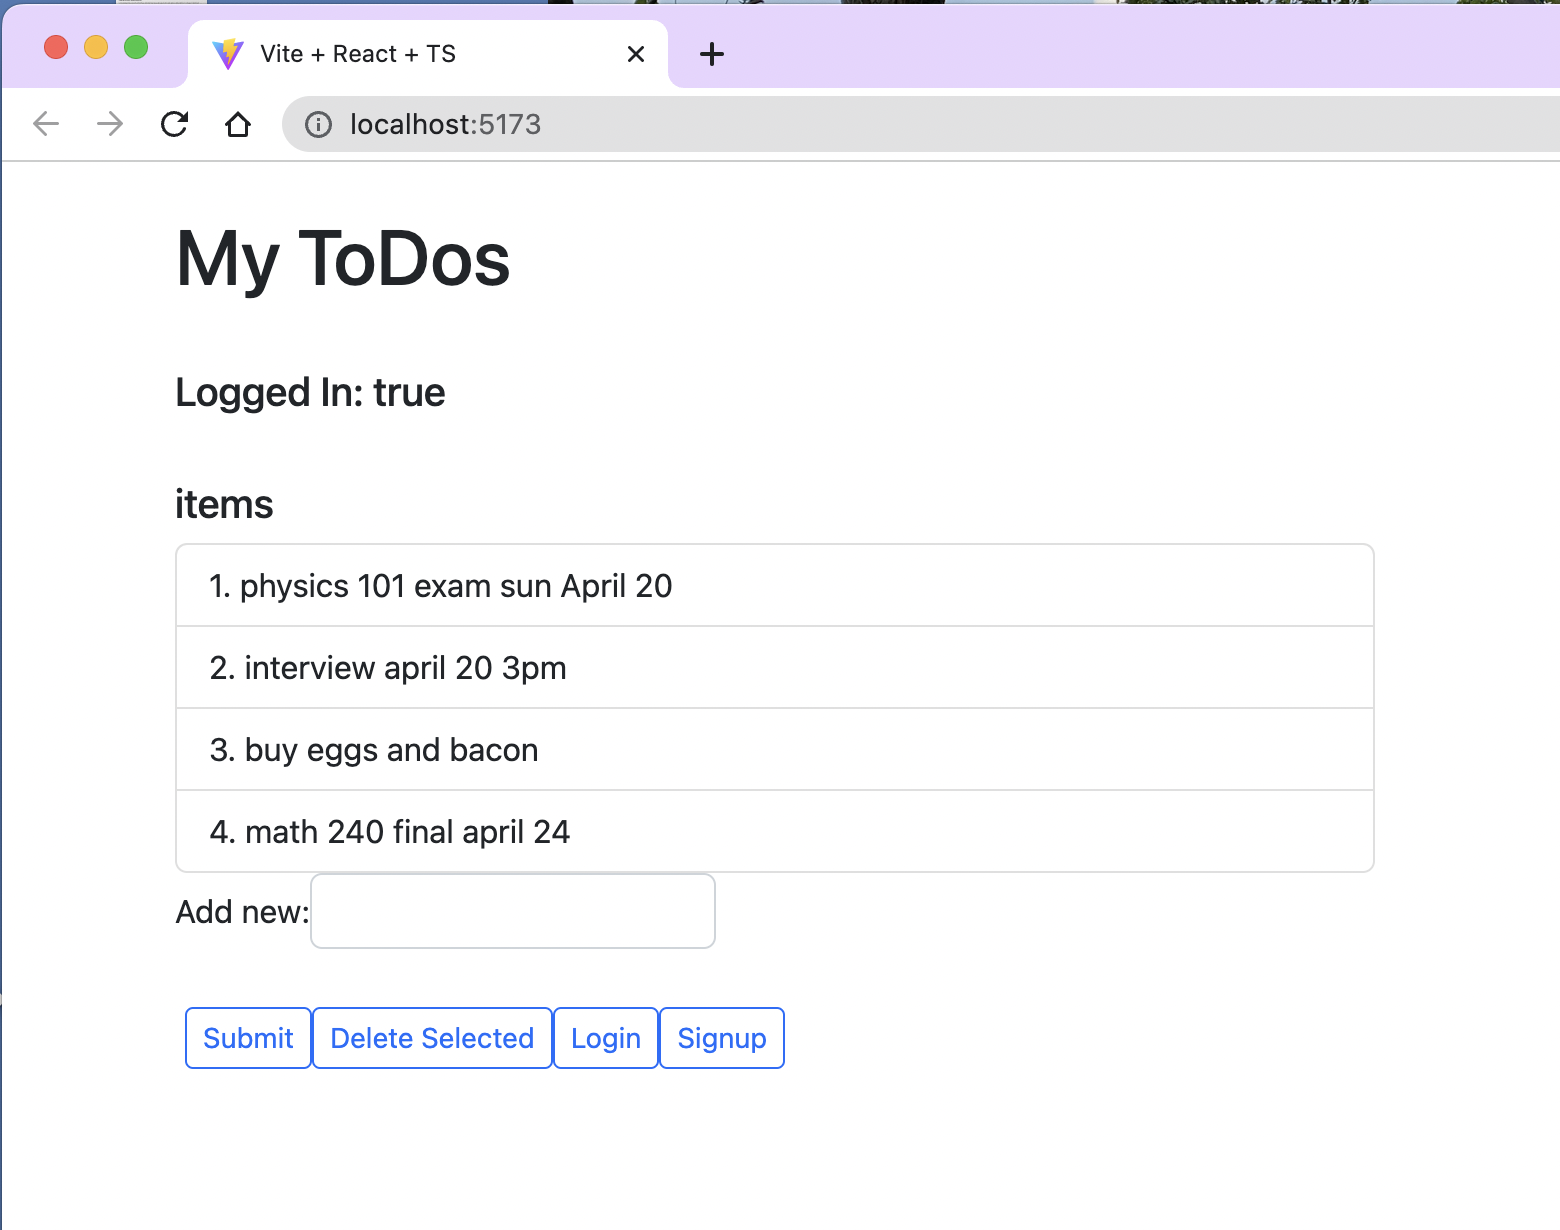 Vite + React + TS
localhost:5173
My ToDos
Logged In: true
items
1. physics 101 exam sun April 20
2. interview april 20 3pm
3. buy eggs and bacon
4. math 240 final april 24
Add new:
Submit Delete Selected Login Signup